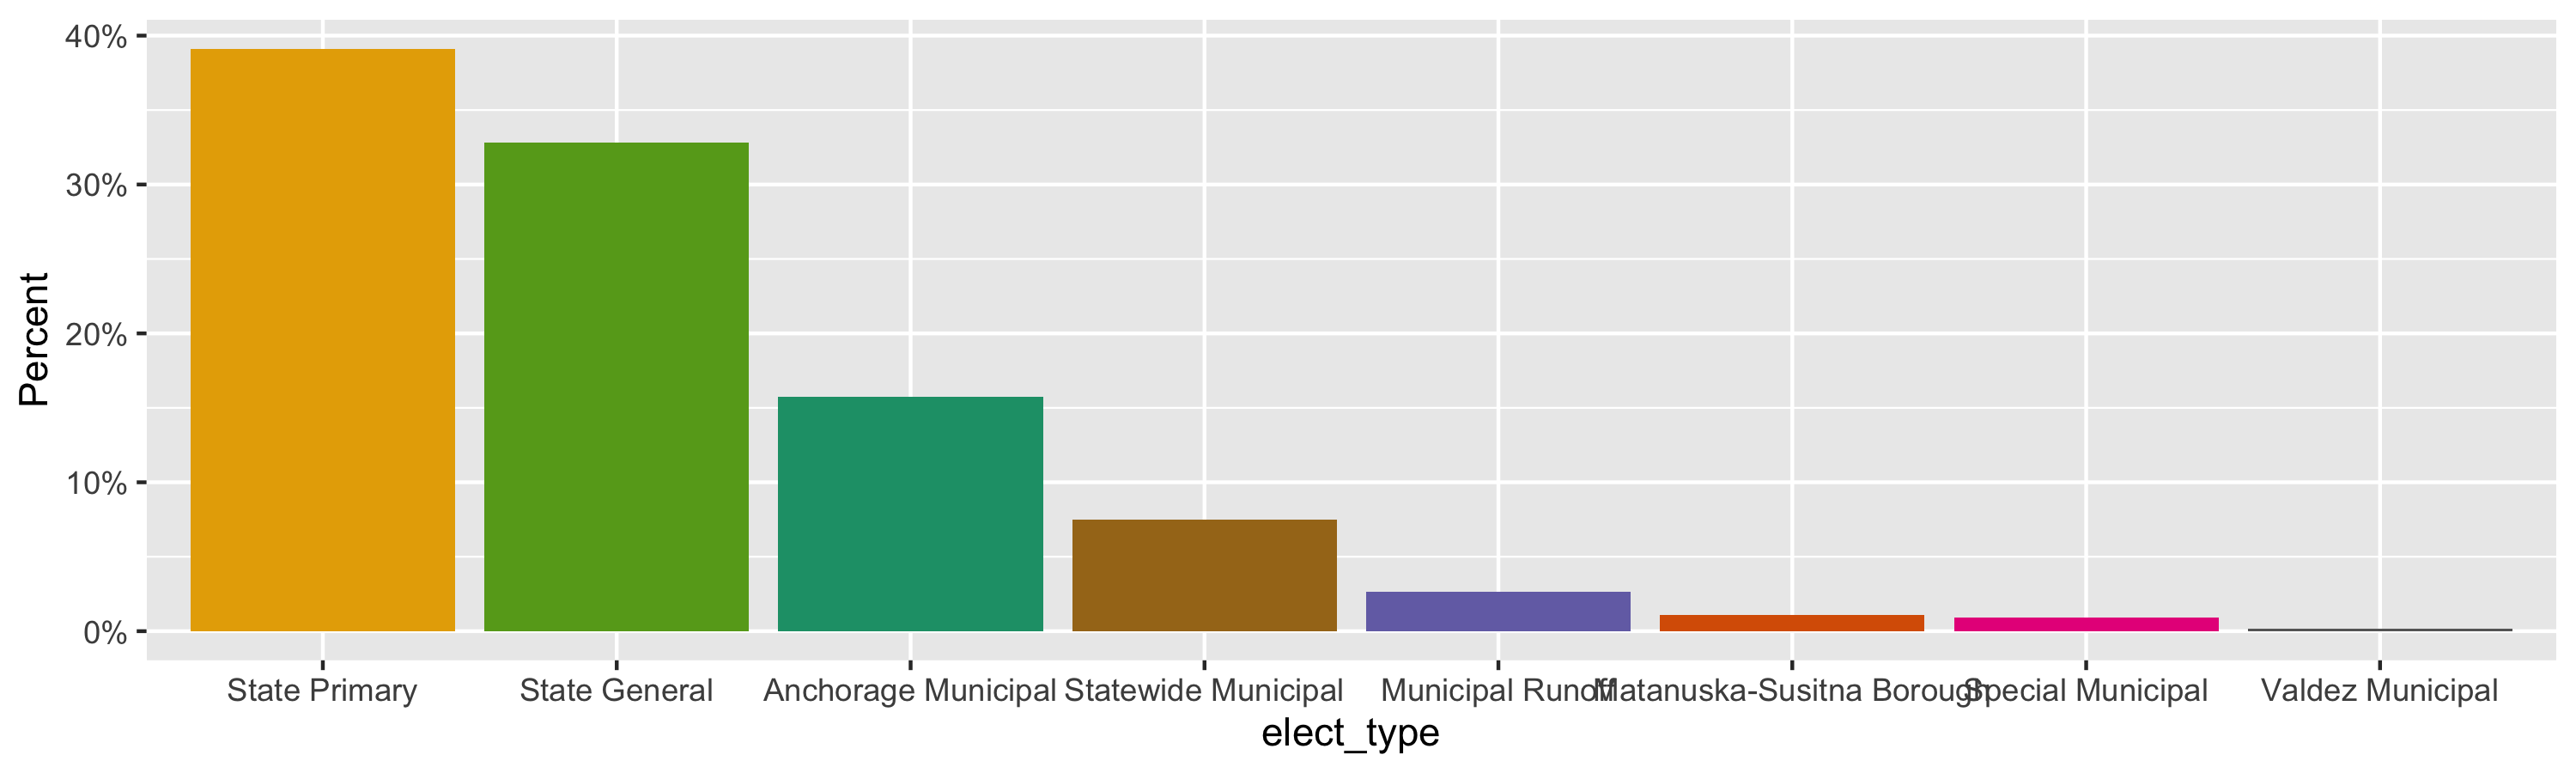 40%
30%
20%
10%
0%
Percent
State Primary
State General
Anchorage Municipal
Statewide Municipal
Municipal Runoff
Matanuska-Susitna Borough
Special Municipal
Valdez Municipal
elect_type